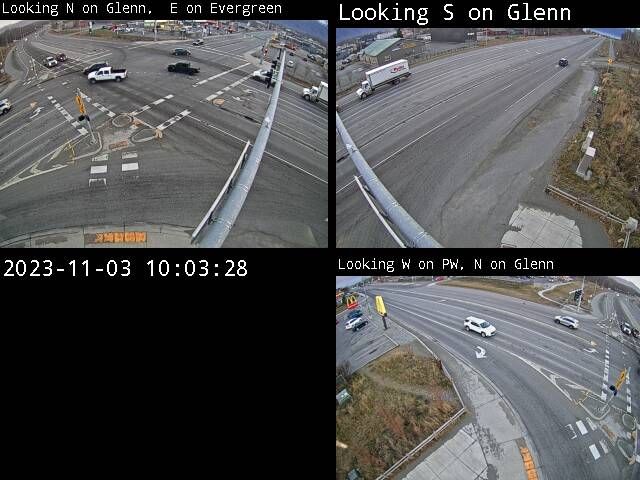 Looking N on Glenn,  E on Evergreen
Looking S on Glenn
2023-11-03 10:03:28
Looking W on PW, N on Glenn